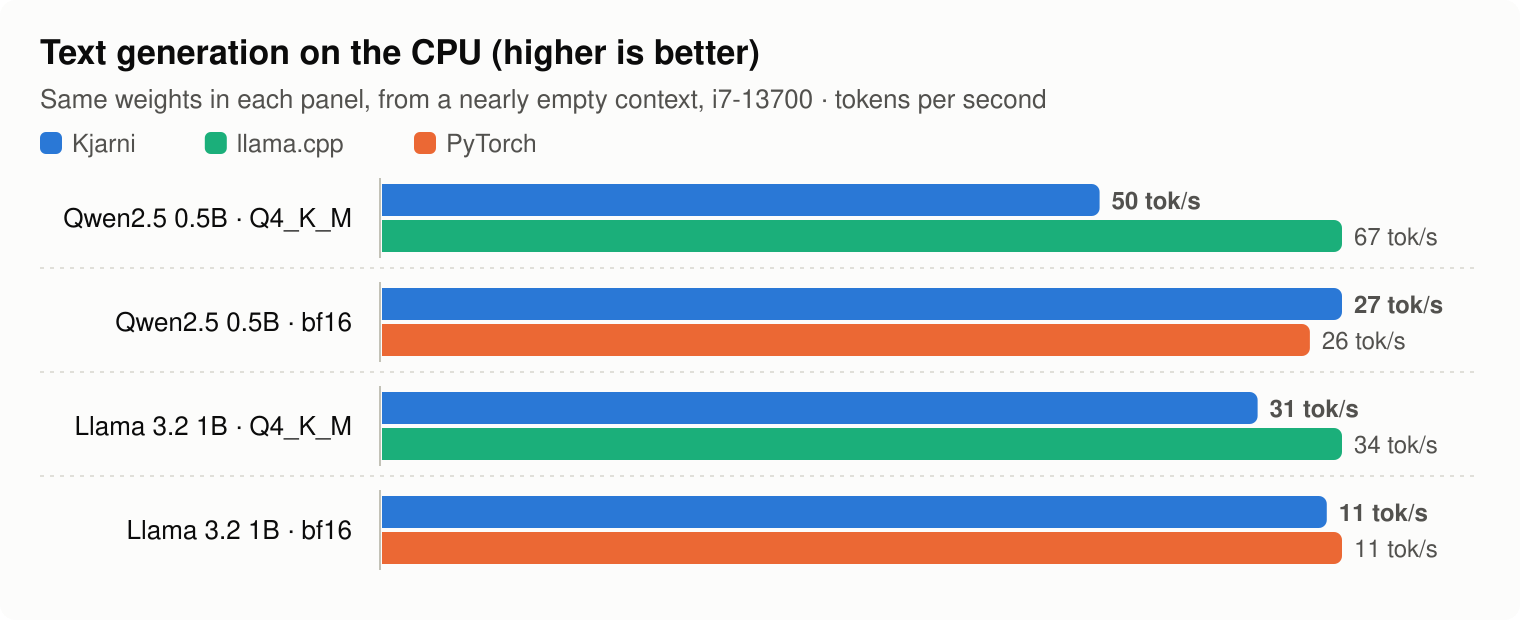 Text generation on the CPU (higher is better)
Same weights in each panel, from a nearly empty context, i7-13700 · tokens per second
Kjarni llama.cpp PyTorch
Qwen2.5 0.5B · Q4_K_M
50 tok/s
67 tok/s
Qwen2.5 0.5B · bf16
27 tok/s
26 tok/s
Llama 3.2 1B · Q4_K_M
31 tok/s
34 tok/s
Llama 3.2 1B · bf16
11 tok/s
11 tok/s